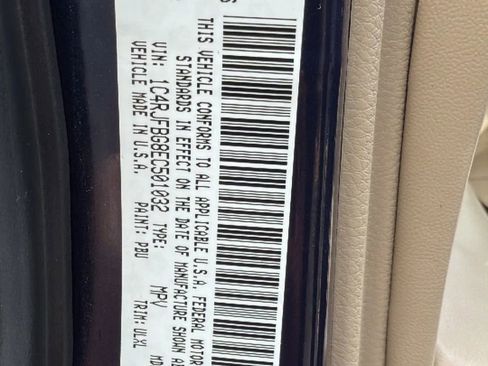 THIS VEHICLE CONFORMS TO ALL APPLICABLE U.S.A. FEDERAL MOTOR
STANDARDS IN EFFECT ON THE DATE OF MANUFACTURE SHOWN
VIN: 1C4RJFBG8EC501032 TYPE: MPV
VEHICLE MADE IN U.S.A. PAINT: PBU TRIM: ULXL